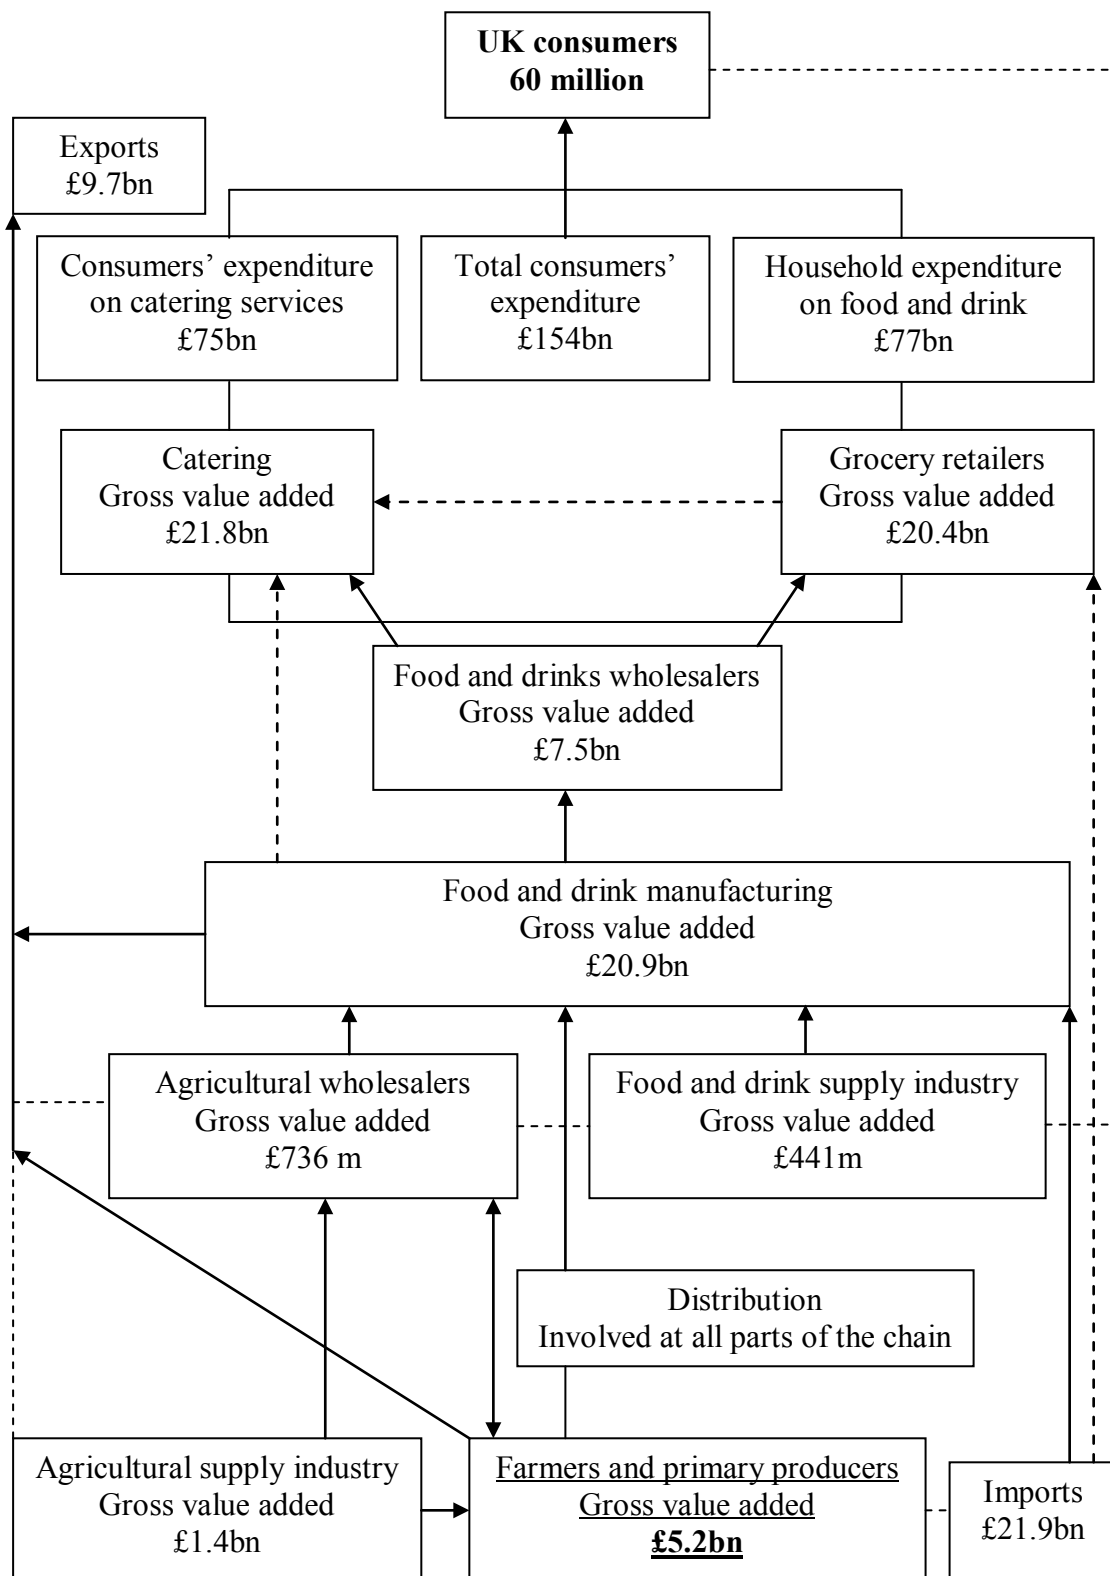 UK consumers
60 million
Exports
£9.7bn
Consumers’ expenditure
on catering services
£75bn
Total consumers’
expenditure
£154bn
Household expenditure
on food and drink
£77bn
Catering
Gross value added
£21.8bn
Grocery retailers
Gross value added
£20.4bn
Food and drinks wholesalers
Gross value added
£7.5bn
Food and drink manufacturing
Gross value added
£20.9bn
Agricultural wholesalers
Gross value added
£736 m
Food and drink supply industry
Gross value added
£441m
Distribution
Involved at all parts of the chain
Agricultural supply industry
Gross value added
£1.4bn
Farmers and primary producers
Gross value added
£5.2bn
Imports
£21.9bn